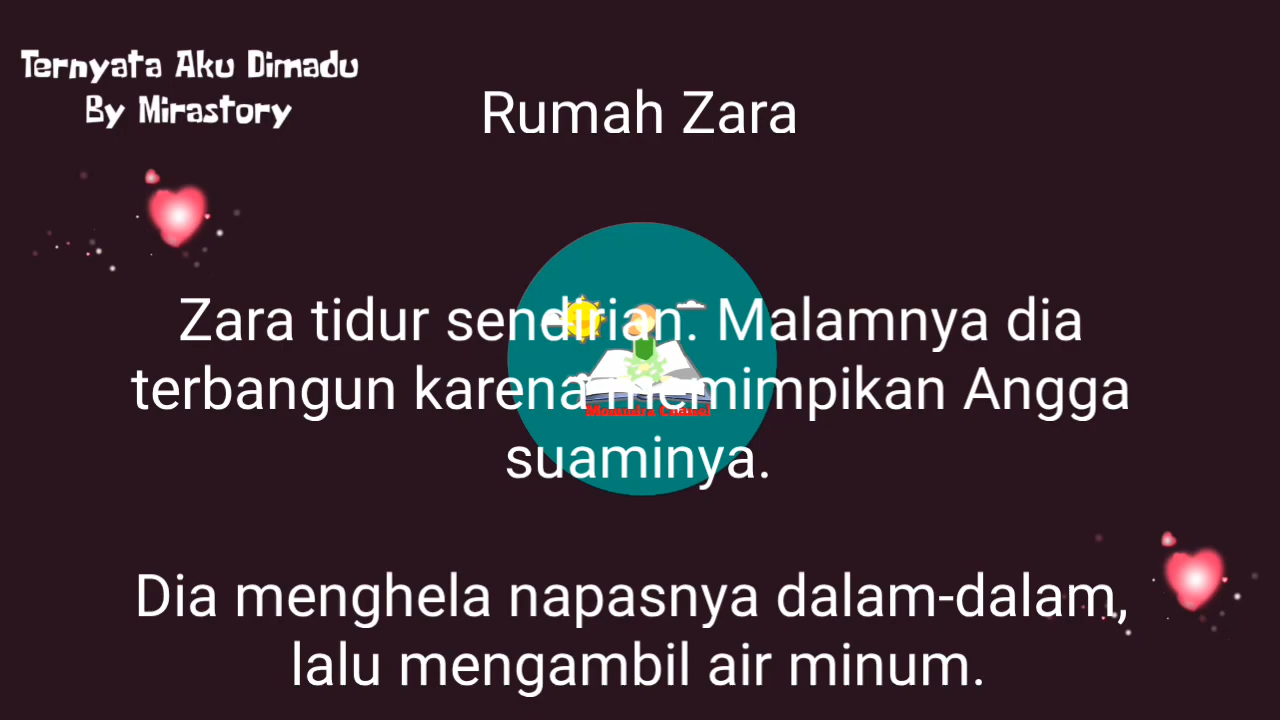 Ternyata Aku Dimadu
By Mirastory
Rumah Zara
Zara tidur sendirian. Malamnya dia
terbangun karena memimpikan Angga
suaminya.
Dia menghela napasnya dalam-dalam,
lalu mengambil air minum.